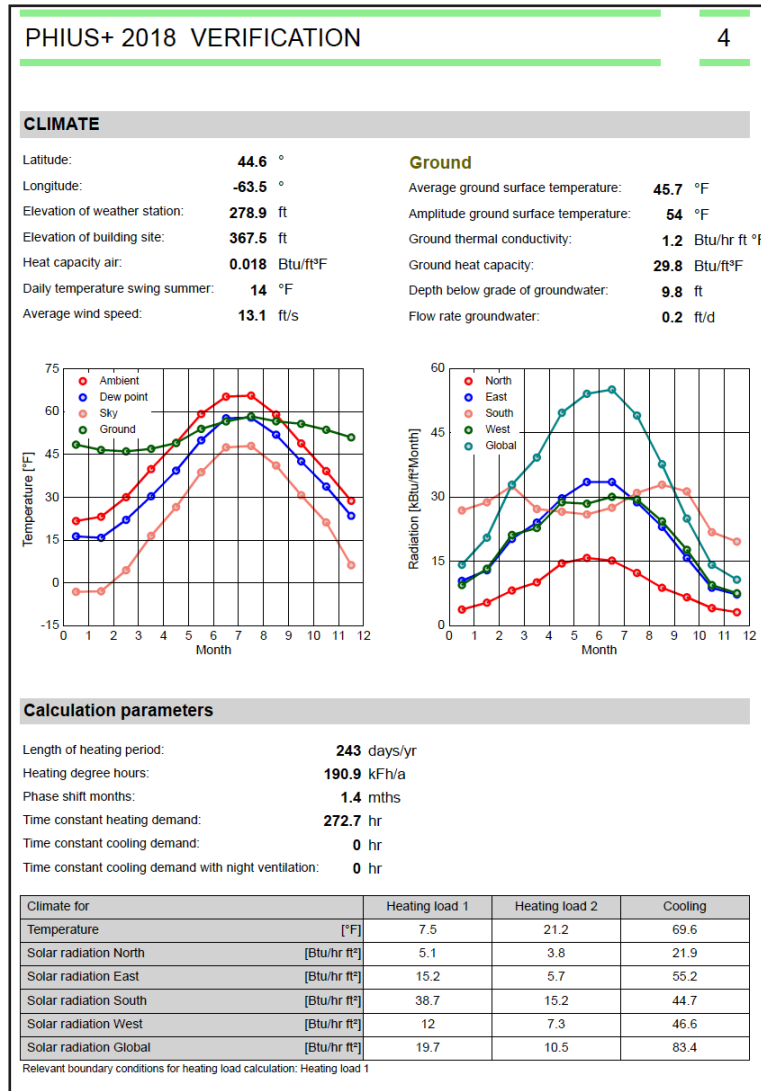 PHIUS+ 2018  VERIFICATION 4
CLIMATE
Latitude: 44.6 °
Longitude: -63.5 °
Elevation of weather station: 278.9 ft
Elevation of building site: 367.5 ft
Heat capacity air: 0.018 Btu/ft³F
Daily temperature swing summer: 14 °F
Average wind speed: 13.1 ft/s
Ground
Average ground surface temperature: 45.7 °F
Amplitude ground surface temperature: 54 °F
Ground thermal conductivity: 1.2 Btu/hr ft °F
Ground heat capacity: 29.8 Btu/ft³F
Depth below grade of groundwater: 9.8 ft
Flow rate groundwater: 0.2 ft/d
Temperature [°F]
75
60
45
30
15
0
-15
Ambient
Dew point
Sky
Ground
0 1 2 3 4 5 6 7 8 9 10 11 12
Month
Radiation [kBtu/ft²Month]
60
45
30
15
0
North
East
South
West
Global
0 1 2 3 4 5 6 7 8 9 10 11 12
Month
Calculation parameters
Length of heating period: 243 days/yr
Heating degree hours: 190.9 kFh/a
Phase shift months: 1.4 mths
Time constant heating demand: 272.7 hr
Time constant cooling demand: 0 hr
Time constant cooling demand with night ventilation: 0 hr
Climate for Heating load 1 Heating load 2 Cooling
Temperature [°F] 7.5 21.2 69.6
Solar radiation North [Btu/hr ft²] 5.1 3.8 21.9
Solar radiation East [Btu/hr ft²] 15.2 5.7 55.2
Solar radiation South [Btu/hr ft²] 38.7 15.2 44.7
Solar radiation West [Btu/hr ft²] 12 7.3 46.6
Solar radiation Global [Btu/hr ft²] 19.7 10.5 83.4
Relevant boundary conditions for heating load calculation: Heating load 1